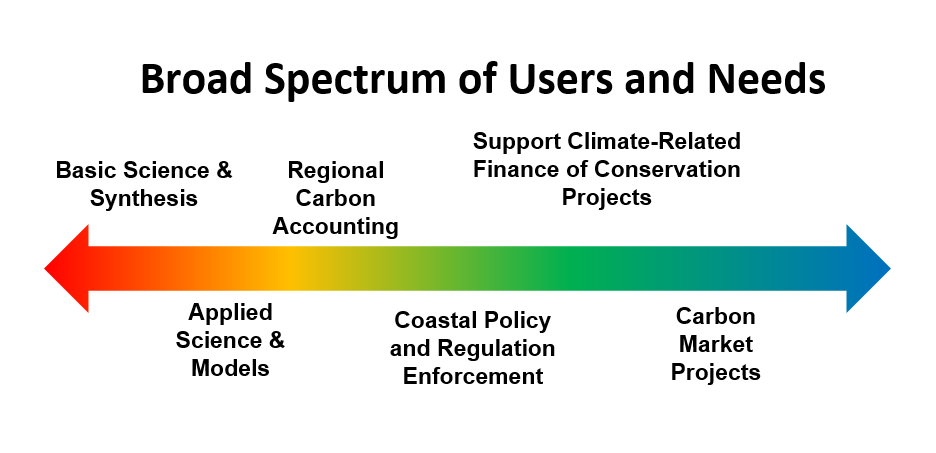 Broad Spectrum of Users and Needs
Support Climate-Related
Finance of Conservation
Projects
Basic Science &
Synthesis
Regional
Carbon
Accounting
Applied
Science &
Models
Coastal Policy
and Regulation
Enforcement
Carbon
Market
Projects